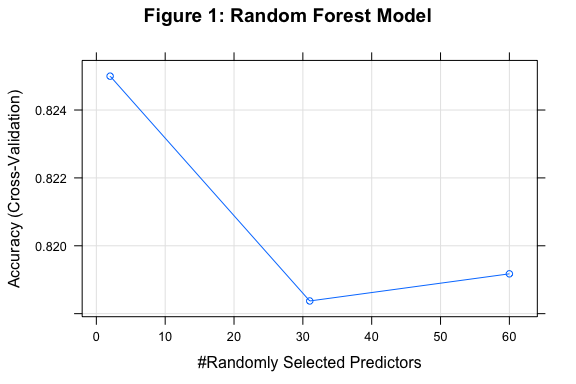 Figure 1: Random Forest Model
Accuracy (Cross-Validation)
0.824
0.822
0.820
0 10 20 30 40 50 60
#Randomly Selected Predictors